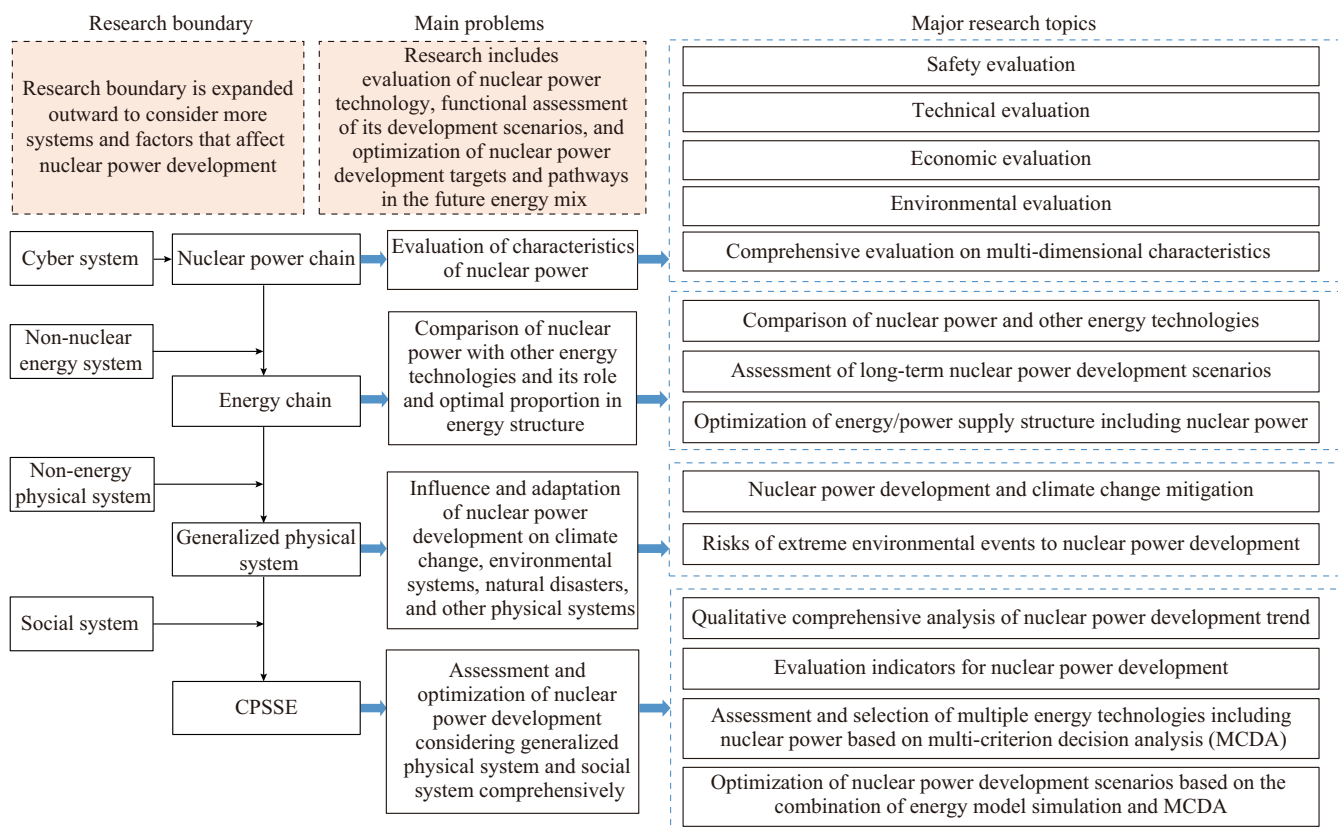 Research boundary
Main problems
Major research topics
Research boundary is expanded
outward to consider more
systems and factors that affect
nuclear power development
Research includes
evaluation of nuclear power
technology, functional assessment
of its development scenarios, and
optimization of nuclear power
development targets and pathways
in the future energy mix
Safety evaluation
Technical evaluation
Economic evaluation
Environmental evaluation
Comprehensive evaluation on multi-dimensional characteristics
Cyber system
Nuclear power chain
Evaluation of characteristics
of nuclear power
Non-nuclear
energy system
Energy chain
Comparison of nuclear
power with other energy
technologies and its role
and optimal proportion in
energy structure
Comparison of nuclear power and other energy technologies
Assessment of long-term nuclear power development scenarios
Optimization of energy/power supply structure including nuclear power
Non-energy
physical system
Generalized physical
system
Influence and adaptation
of nuclear power
development on climate
change, environmental
systems, natural disasters,
and other physical systems
Nuclear power development and climate change mitigation
Risks of extreme environmental events to nuclear power development
Social system
CPSSE
Assessment and
optimization of nuclear
power development
considering generalized
physical system and social
system comprehensively
Qualitative comprehensive analysis of nuclear power development trend
Evaluation indicators for nuclear power development
Assessment and selection of multiple energy technologies including
nuclear power based on multi-criterion decision analysis (MCDA)
Optimization of nuclear power development scenarios based on the
combination of energy model simulation and MCDA